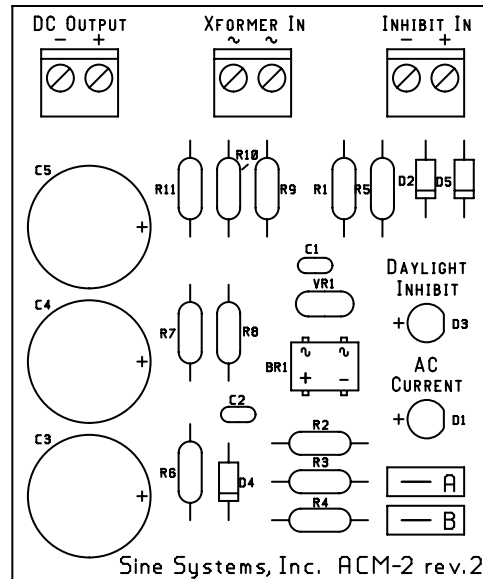 DC Output Xformer In Inhibit In
- + ~ ~ - +
C5 R11 R10 R9 R1 R5 D2 D5
C1
VR1
Daylight
Inhibit
+ D3
C4 R7 R8 BR1 ~ ~
+ -
AC
Current
+ D1
C2
C3 R6 D4 R2
R3
R4
A
B
+
+
+
Sine Systems, Inc. ACM-2 rev.2